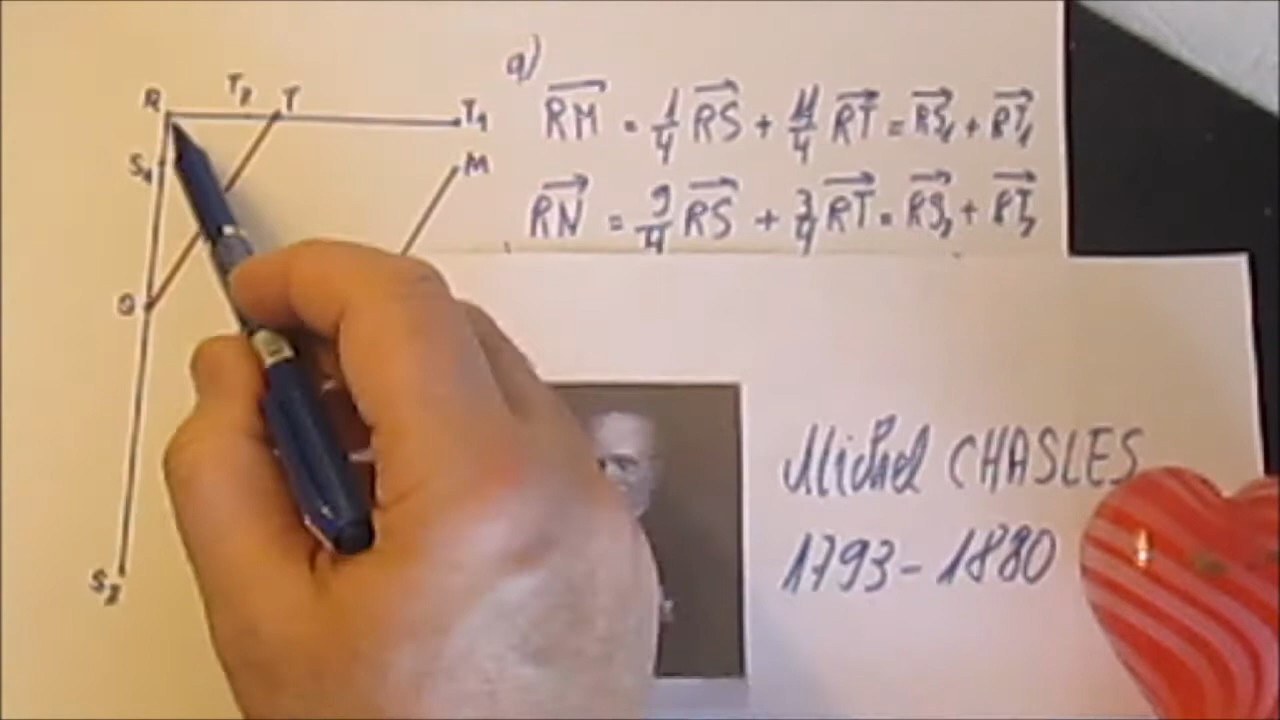 a)
R T₂ T T₁
S₁ M
S
S₂
RM = 1/4 RS + 11/4 RT = RS₁ + RT₁
RN = 9/4 RS + 3/4 RT = RS₂ + RT₂
Michel CHASLES
1793 - 1880